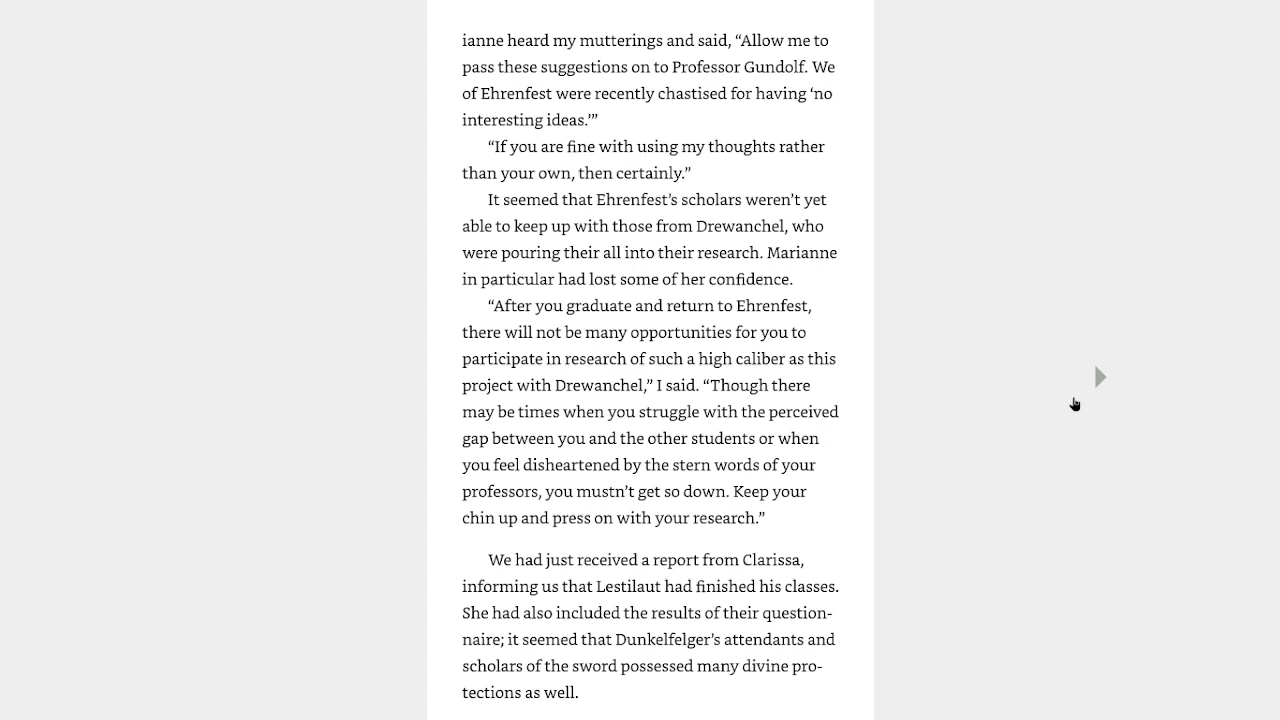 ianne heard my mutterings and said, “Allow me to
pass these suggestions on to Professor Gundolf. We
of Ehrenfest were recently chastised for having ‘no
interesting ideas.’”
“If you are fine with using my thoughts rather
than your own, then certainly.”
It seemed that Ehrenfest’s scholars weren’t yet
able to keep up with those from Drewanchel, who
were pouring their all into their research. Marianne
in particular had lost some of her confidence.
“After you graduate and return to Ehrenfest,
there will not be many opportunities for you to
participate in research of such a high caliber as this
project with Drewanchel,” I said. “Though there
may be times when you struggle with the perceived
gap between you and the other students or when
you feel disheartened by the stern words of your
professors, you mustn’t get so down. Keep your
chin up and press on with your research.”
We had just received a report from Clarissa,
informing us that Lestilaut had finished his classes.
She had also included the results of their question-
naire; it seemed that Dunkelfelger’s attendants and
scholars of the sword possessed many divine pro-
tections as well.